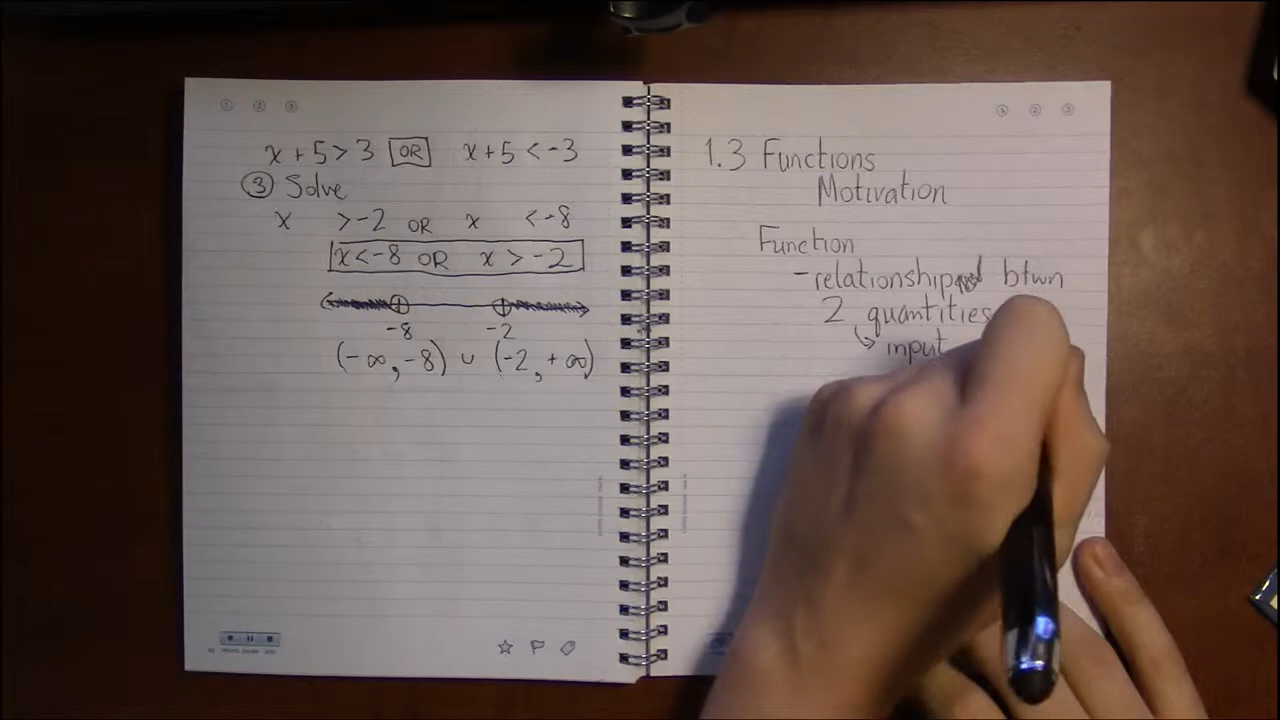 x + 5 > 3 OR x + 5 < -3
③ Solve
x > -2 OR x < -8
x < -8 OR x > -2
-8 -2
(-∞, -8) ∪ (-2, +∞)
1.3 Functions
Motivation
Function
- relationship btwn
2 quantities
↳ input